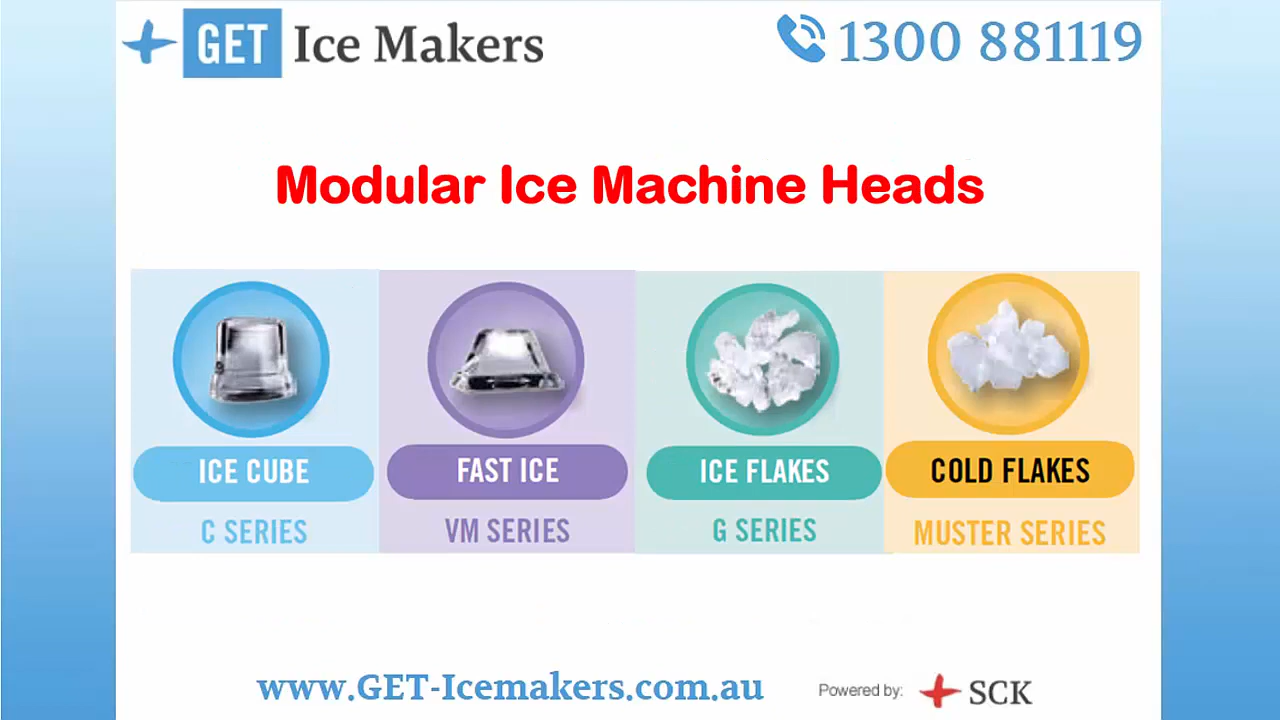 GET Ice Makers
1300 881119
Modular Ice Machine Heads
ICE CUBE
C SERIES
FAST ICE
VM SERIES
ICE FLAKES
G SERIES
COLD FLAKES
MUSTER SERIES
www.GET-Icemakers.com.au
Powered by: SCK